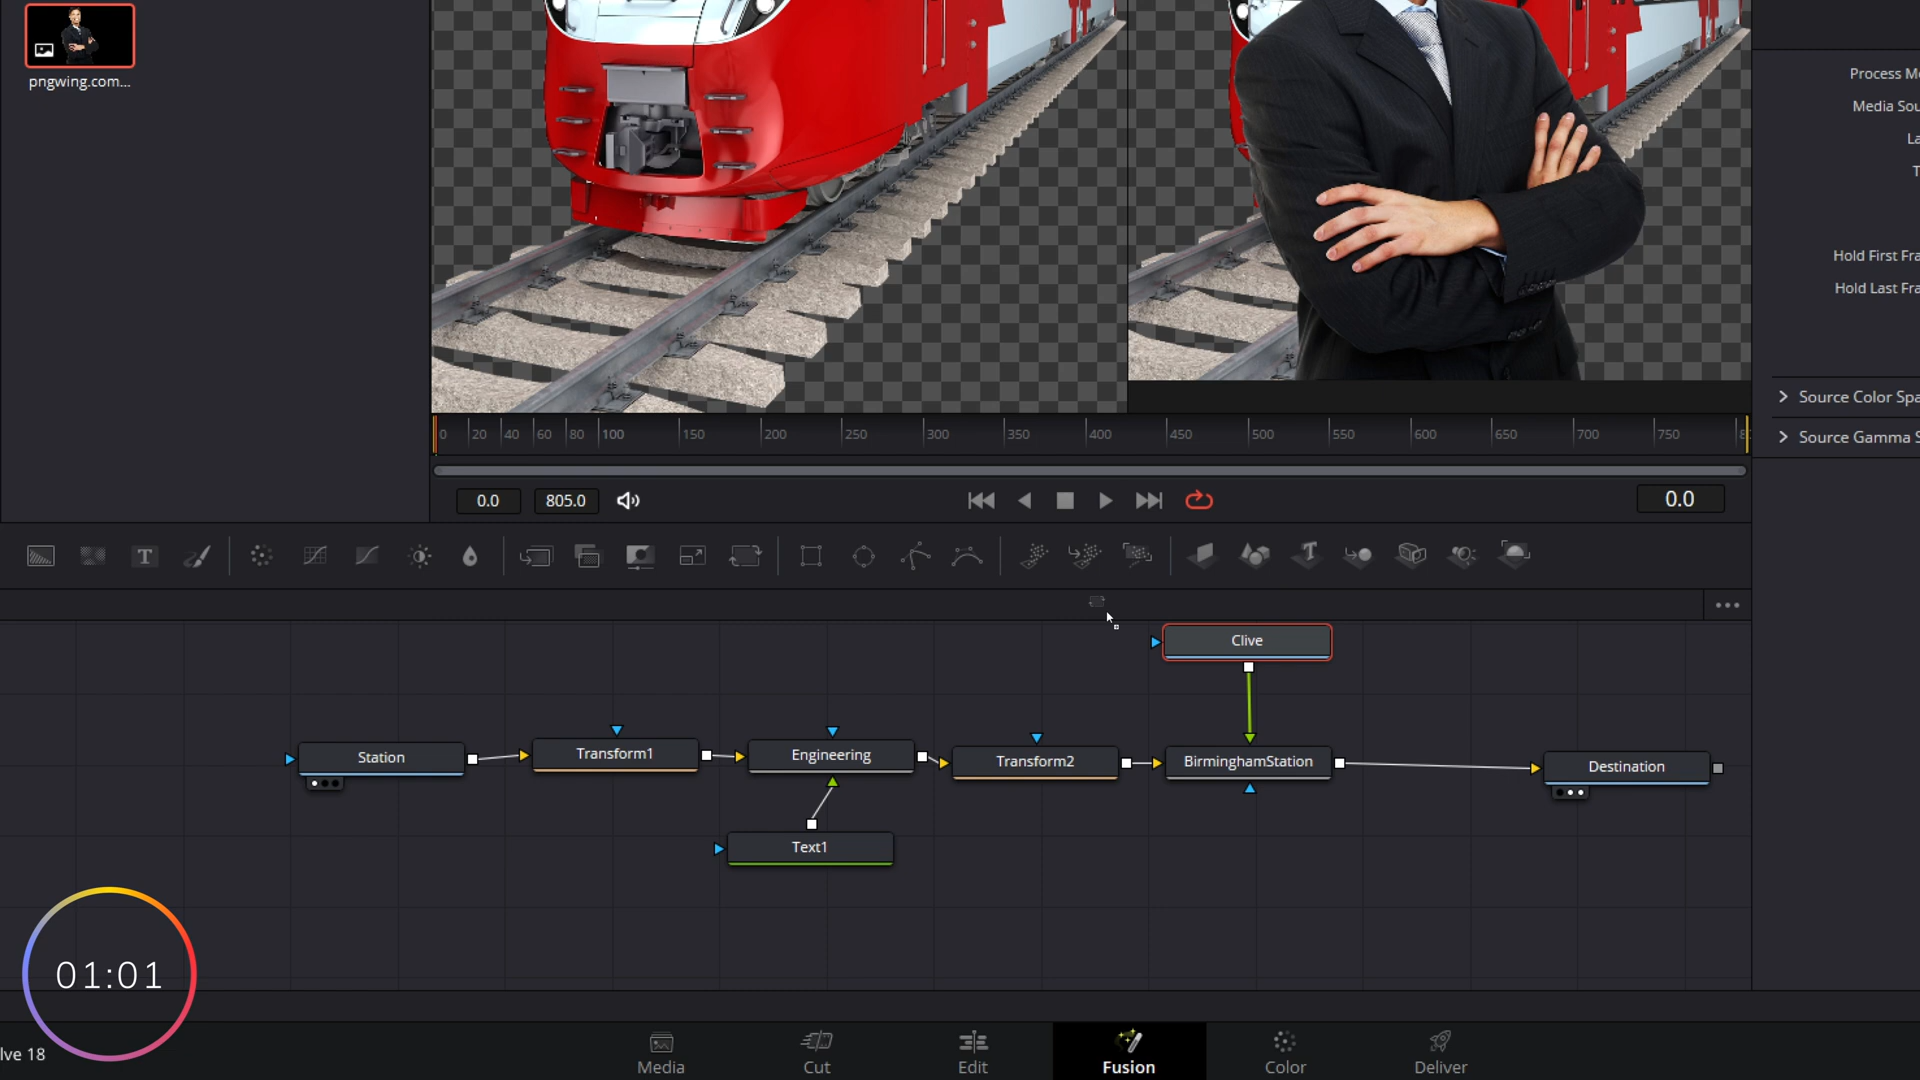 pngwing.com...
Process Mo
Media Sou
La
T
Hold First Fra
Hold Last Fra
Source Color Spa
Source Gamma S
0 20 40 60 80 100 150 200 250 300 350 400 450 500 550 600 650 700 750 8
0.0 805.0 0.0
T
Clive
Station Transform1 Engineering Transform2 BirminghamStation Destination
Text1
01:01
lve 18
Media Cut Edit Fusion Color Deliver